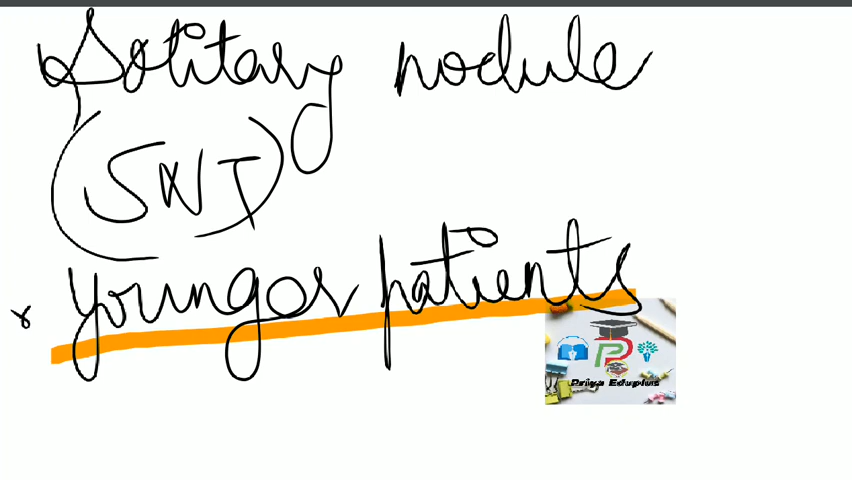 Solitary nodule
(SNT)
* younger patients
Priya Eduplus